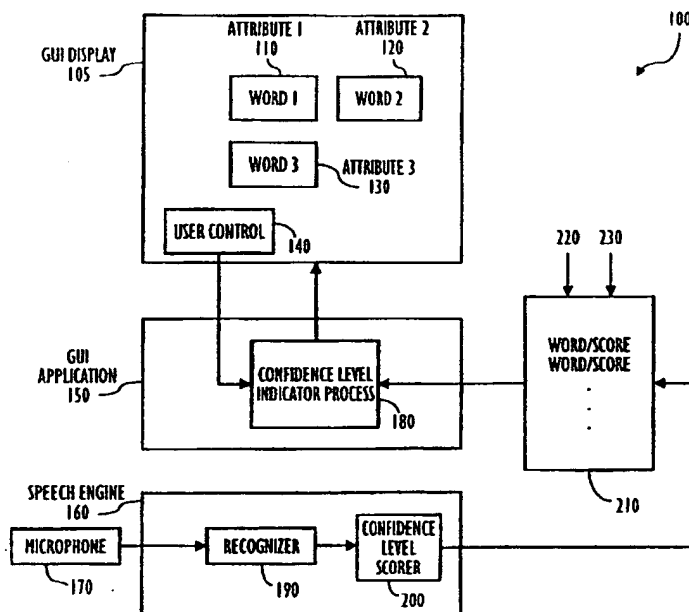 100
GUI DISPLAY
105
ATTRIBUTE 1
110
ATTRIBUTE 2
120
WORD 1
WORD 2
WORD 3
ATTRIBUTE 3
130
USER CONTROL
140
220
230
GUI
APPLICATION
150
CONFIDENCE LEVEL
INDICATOR PROCESS
180
WORD/SCORE
WORD/SCORE
210
SPEECH ENGINE
160
MICROPHONE
170
RECOGNIZER
190
CONFIDENCE
LEVEL
SCORER
200